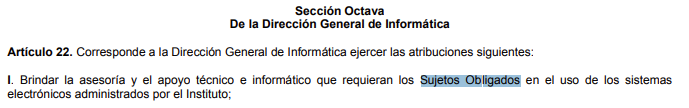 Sección Octava
De la Dirección General de Informática
Artículo 22. Corresponde a la Dirección General de Informática ejercer las atribuciones siguientes:
I. Brindar la asesoría y el apoyo técnico e informático que requieran los Sujetos Obligados en el uso de los sistemas
electrónicos administrados por el Instituto;